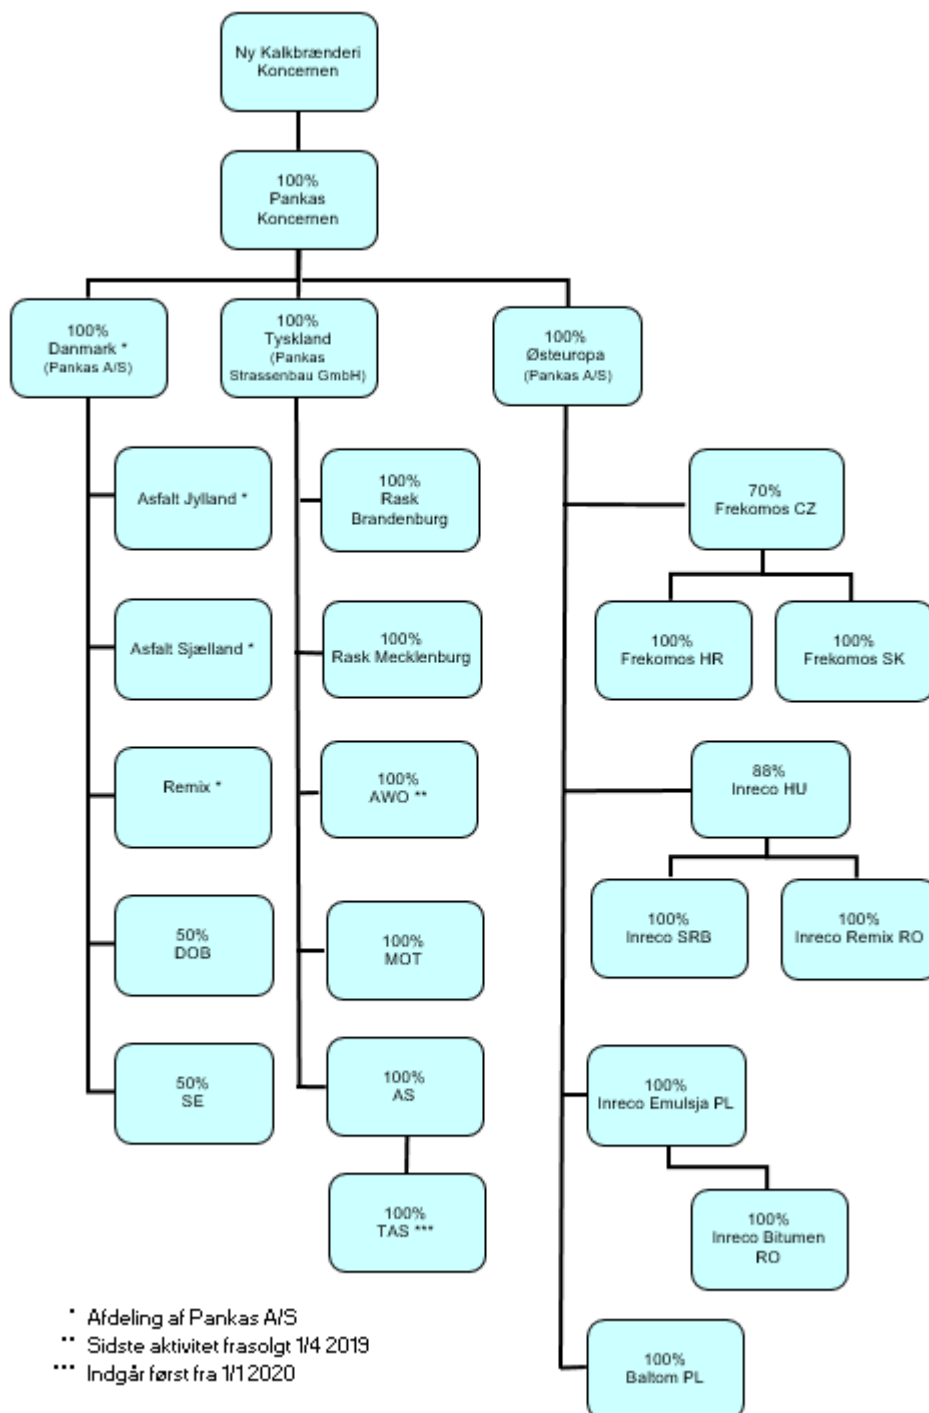 Ny Kalkbrænderi
Koncernen
100%
Pankas
Koncernen
100%
Danmark *
(Pankas A/S)
100%
Tyskland
(Pankas
Strassenbau GmbH)
100%
Østeuropa
(Pankas A/S)
Asfalt Jylland *
Asfalt Sjælland *
Remix *
50%
DOB
50%
SE
100%
Rask
Brandenburg
100%
Rask Mecklenburg
100%
AWO **
100%
MOT
100%
AS
100%
TAS ***
70%
Frekomos CZ
100%
Frekomos HR
100%
Frekomos SK
88%
Inreco HU
100%
Inreco SRB
100%
Inreco Remix RO
100%
Inreco Emulsja PL
100%
Inreco Bitumen
RO
100%
Baltom PL
* Afdeling af Pankas A/S
** Sidste aktivitet frasolgt 1/4 2019
*** Indgår først fra 1/1 2020